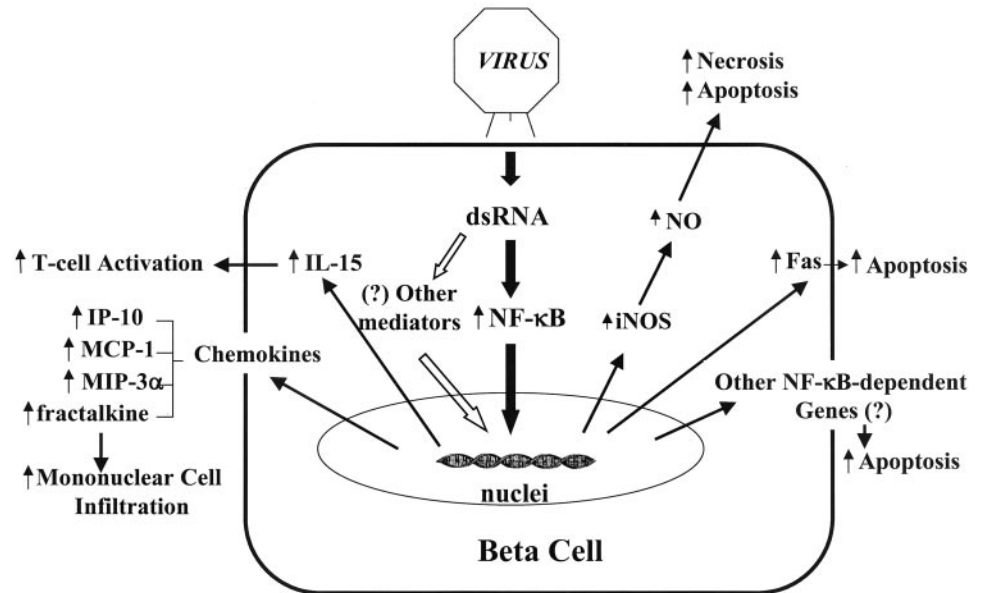 VIRUS
↑ Necrosis
↑ Apoptosis
dsRNA
↑ NO
↑ T-cell Activation
↑ IL-15
(?) Other
mediators
↑ NF-κB
↑ iNOS
↑ Fas
↑ Apoptosis
↑ IP-10
↑ MCP-1
↑ MIP-3α
↑ fractalkine
Chemokines
Other NF-κB-dependent
Genes (?)
↑ Apoptosis
↑ Mononuclear Cell
Infiltration
nuclei
Beta Cell